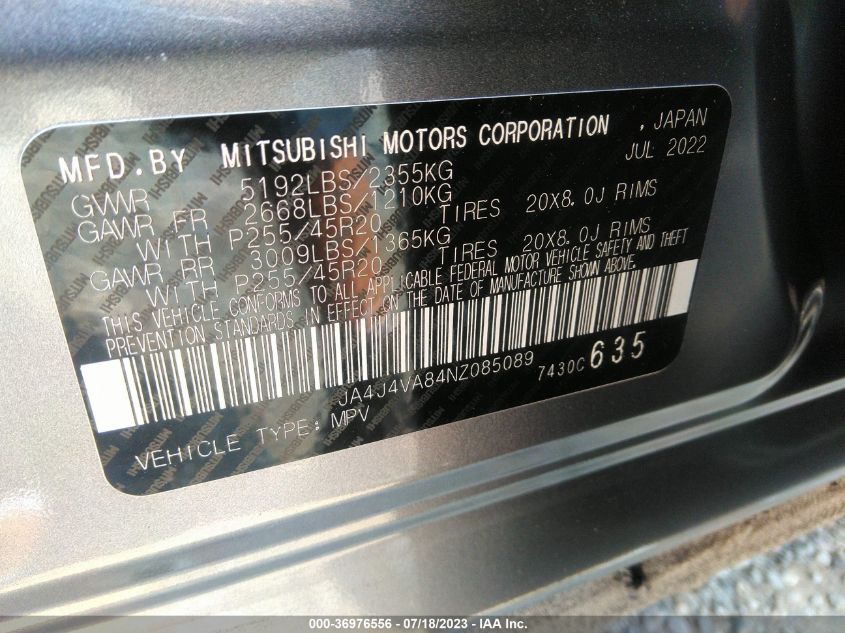 MFD.BY MITSUBISHI MOTORS CORPORATION , JAPAN
JUL 2022
GVWR 5192LBS/2355KG
GAWR FR 2668LBS/1210KG
WITH P255/45R20 TIRES 20X8.0J RIMS
GAWR RR 3009LBS/1365KG
WITH P255/45R20 TIRES 20X8.0J RIMS
THIS VEHICLE CONFORMS TO ALL APPLICABLE FEDERAL MOTOR VEHICLE SAFETY AND THEFT
PREVENTION STANDARDS IN EFFECT ON THE DATE OF MANUFACTURE SHOWN ABOVE.
JA4J4VA84NZ085089 7430C 635
VEHICLE TYPE: MPV
000-36976556 - 07/18/2023 - IAA Inc.